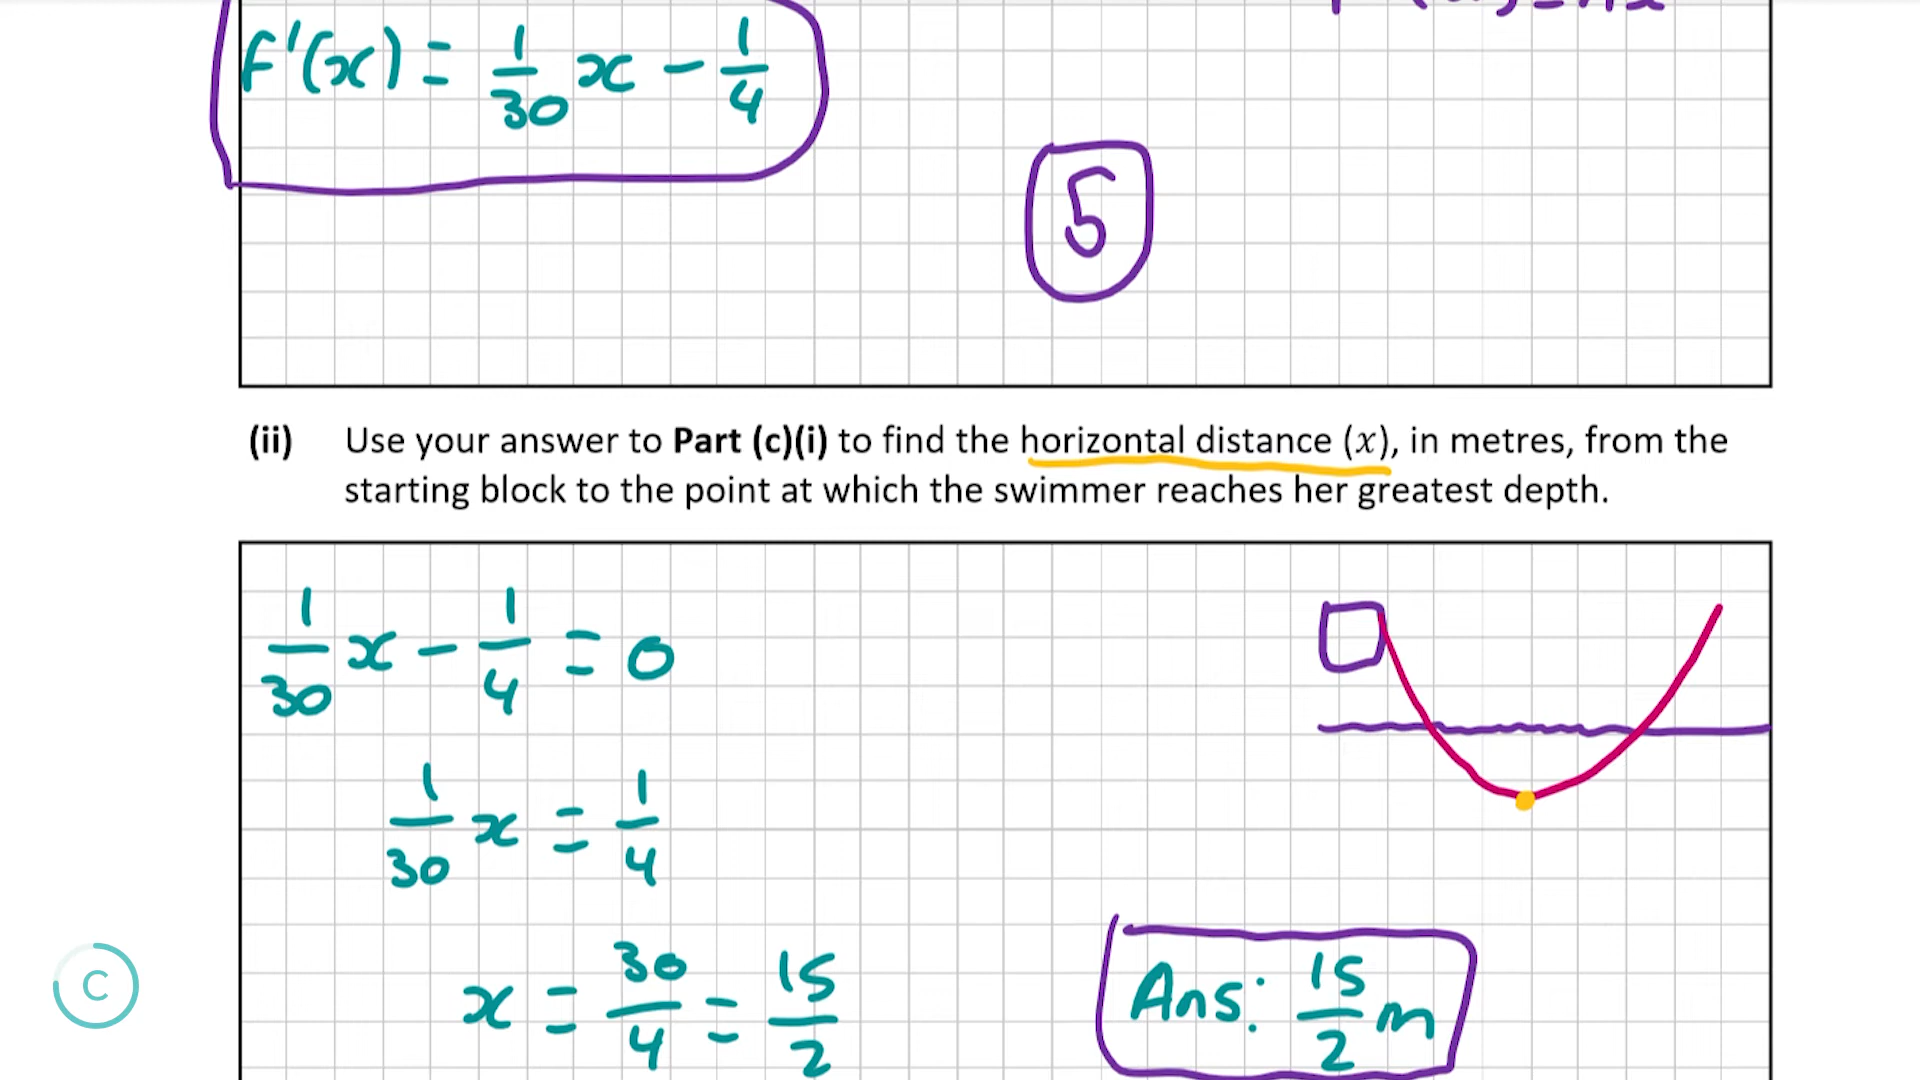 f'(x) = 1/30 x - 1/4
5
(ii) Use your answer to Part (c)(i) to find the horizontal distance (x), in metres, from the
starting block to the point at which the swimmer reaches her greatest depth.
1/30 x - 1/4 = 0
1/30 x = 1/4
x = 30/4 = 15/2
Ans: 15/2 m
C